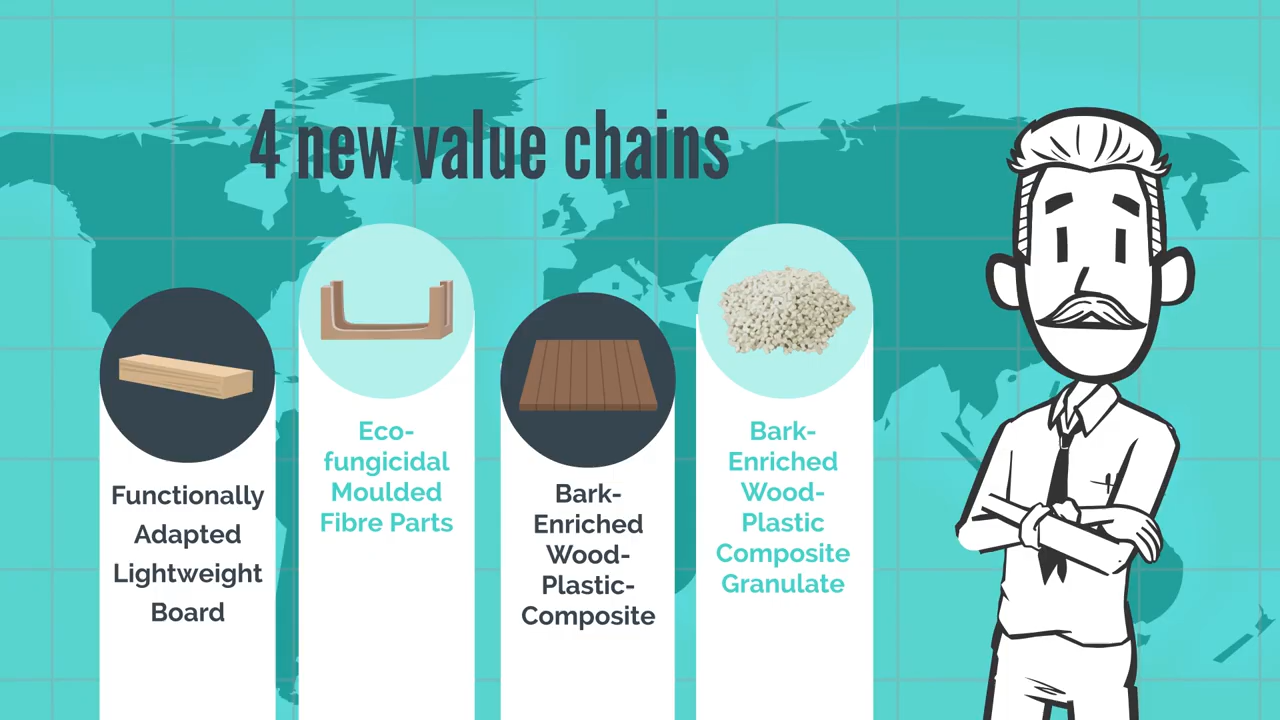 4 new value chains
Functionally
Adapted
Lightweight
Board
Eco-
fungicidal
Moulded
Fibre Parts
Bark-
Enriched
Wood-
Plastic-
Composite
Bark-
Enriched
Wood-
Plastic
Composite
Granulate